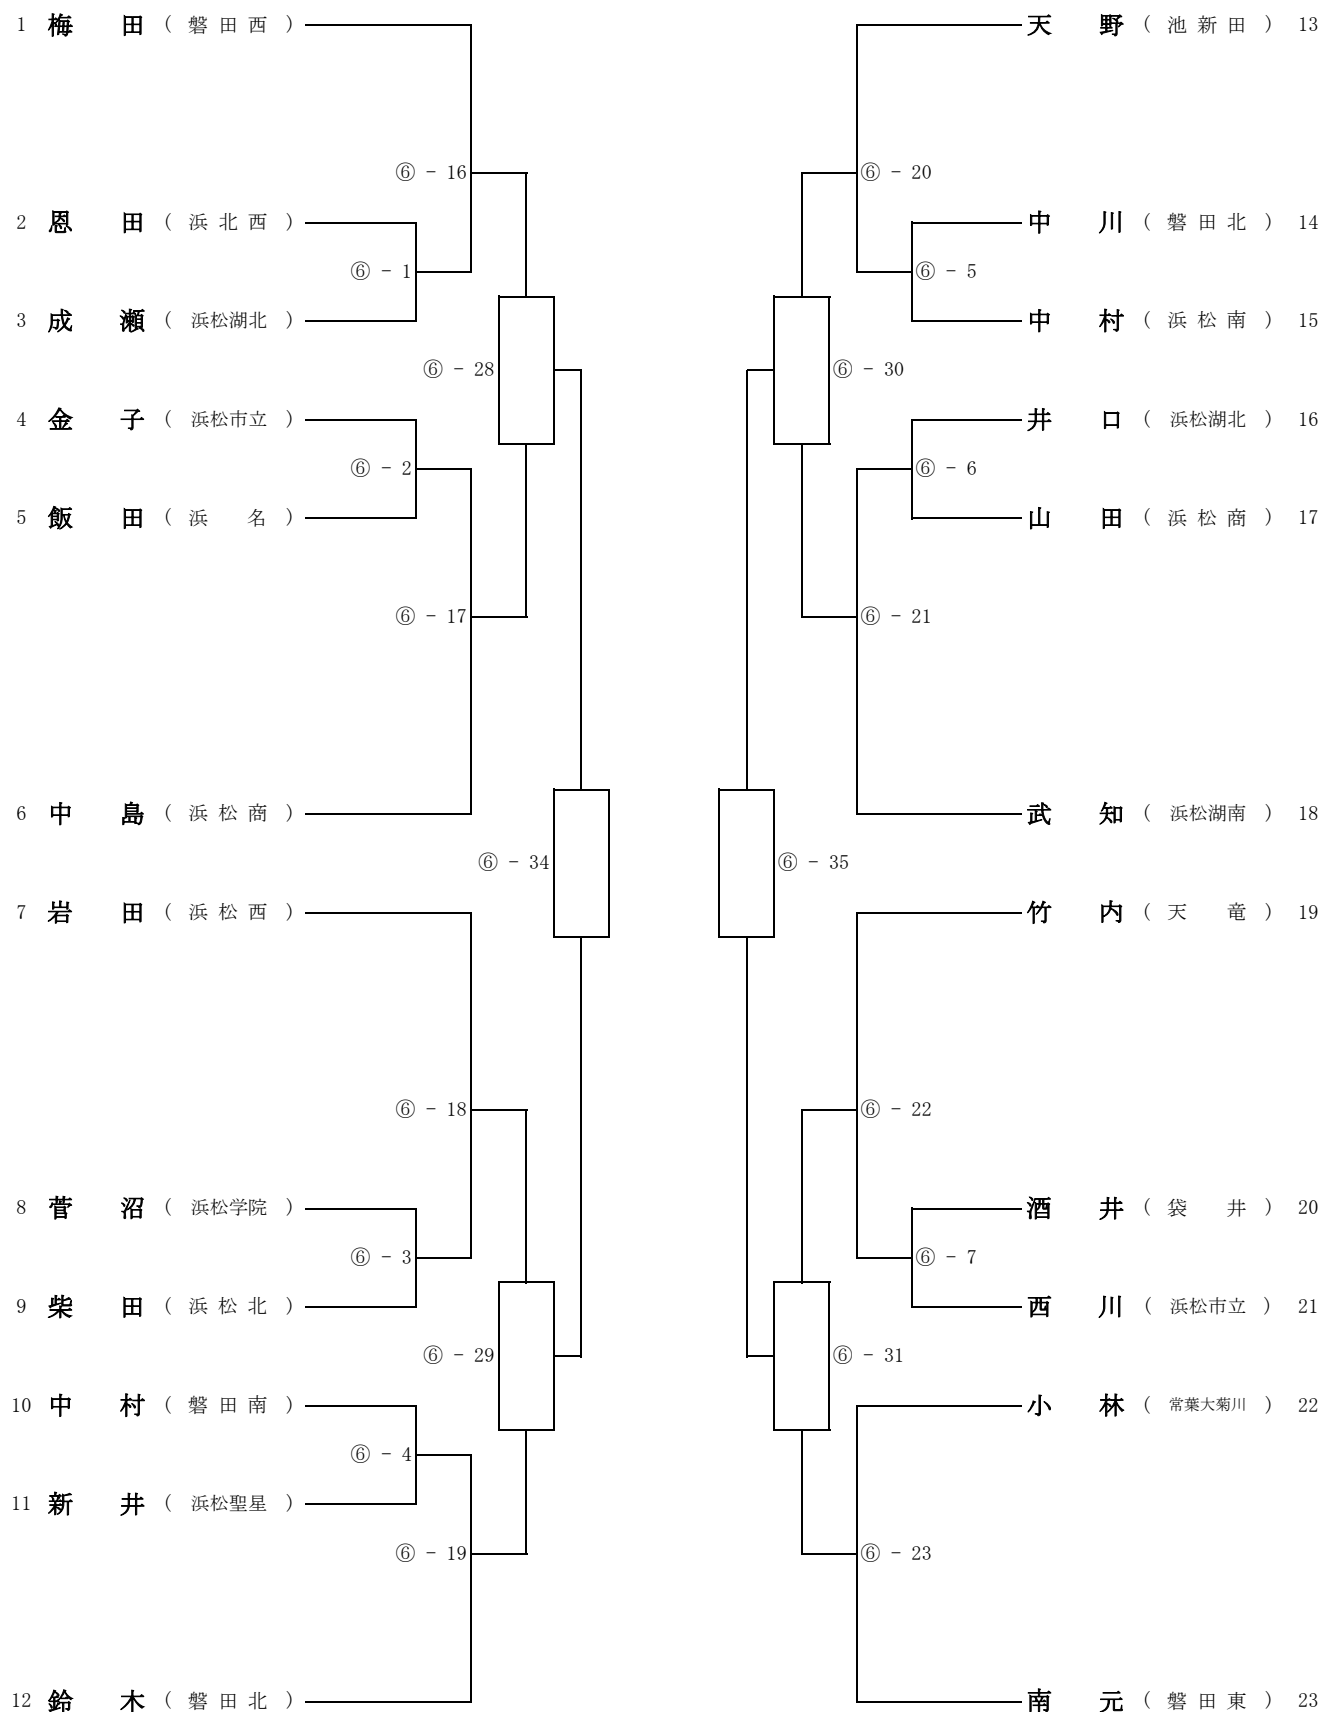 1 梅 田 ( 磐 田 西 )
⑥ - 16
2 恩 田 ( 浜 北 西 )
⑥ - 1
3 成 瀬 ( 浜松湖北 )
⑥ - 28
4 金 子 ( 浜松市立 )
⑥ - 2
5 飯 田 ( 浜 名 )
⑥ - 17
6 中 島 ( 浜 松 商 )
⑥ - 34
7 岩 田 ( 浜 松 西 )
⑥ - 18
8 菅 沼 ( 浜松学院 )
⑥ - 3
9 柴 田 ( 浜 松 北 )
⑥ - 29
10 中 村 ( 磐 田 南 )
⑥ - 4
11 新 井 ( 浜松聖星 )
⑥ - 19
12 鈴 木 ( 磐 田 北 )
天 野 ( 池 新 田 ) 13
⑥ - 20
中 川 ( 磐 田 北 ) 14
⑥ - 5
中 村 ( 浜 松 南 ) 15
⑥ - 30
井 口 ( 浜松湖北 ) 16
⑥ - 6
山 田 ( 浜 松 商 ) 17
⑥ - 21
武 知 ( 浜松湖南 ) 18
⑥ - 35
竹 内 ( 天 竜 ) 19
⑥ - 22
酒 井 ( 袋 井 ) 20
⑥ - 7
西 川 ( 浜松市立 ) 21
⑥ - 31
小 林 ( 常葉大菊川 ) 22
⑥ - 23
南 元 ( 磐 田 東 ) 23